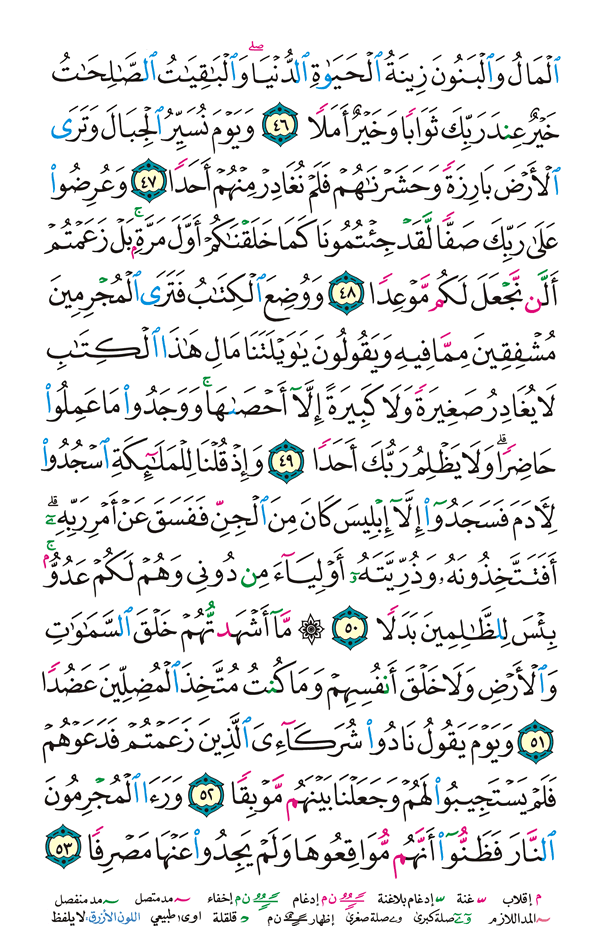 ٱلْمَالُ وَٱلْبَنُونَ زِينَةُ ٱلْحَيَوٰةِ ٱلدُّنْيَا ۖ وَٱلْبَٰقِيَٰتُ ٱلصَّٰلِحَٰتُ
خَيْرٌ عِندَ رَبِّكَ ثَوَابًا وَخَيْرٌ أَمَلًا ٤٦ وَيَوْمَ نُسَيِّرُ ٱلْجِبَالَ وَتَرَى
ٱلْأَرْضَ بَارِزَةً وَحَشَرْنَٰهُمْ فَلَمْ نُغَادِرْ مِنْهُمْ أَحَدًا ٤٧ وَعُرِضُوا۟
عَلَىٰ رَبِّكَ صَفًّا لَّقَدْ جِئْتُمُونَا كَمَا خَلَقْنَٰكُمْ أَوَّلَ مَرَّةٍۭ ۚ بَلْ زَعَمْتُمْ
أَلَّن نَّجْعَلَ لَكُم مَّوْعِدًا ٤٨ وَوُضِعَ ٱلْكِتَٰبُ فَتَرَى ٱلْمُجْرِمِينَ
مُشْفِقِينَ مِمَّا فِيهِ وَيَقُولُونَ يَٰوَيْلَتَنَا مَالِ هَٰذَا ٱلْكِتَٰبِ
لَا يُغَادِرُ صَغِيرَةً وَلَا كَبِيرَةً إِلَّآ أَحْصَىٰهَا ۚ وَوَجَدُوا۟ مَا عَمِلُوا۟
حَاضِرًا ۗ وَلَا يَظْلِمُ رَبُّكَ أَحَدًا ٤٩ وَإِذْ قُلْنَا لِلْمَلَٰٓئِكَةِ ٱسْجُدُوا۟
لِءَادَمَ فَسَجَدُوٓا۟ إِلَّآ إِبْلِيسَ كَانَ مِنَ ٱلْجِنِّ فَفَسَقَ عَنْ أَمْرِ رَبِّهِۦٓ ۗ
أَفَتَتَّخِذُونَهُۥ وَذُرِّيَّتَهُۥٓ أَوْلِيَآءَ مِن دُونِى وَهُمْ لَكُمْ عَدُوٌّۢ ۚ
بِئْسَ لِلظَّٰلِمِينَ بَدَلًا ٥٠ ۞ مَّآ أَشْهَدتُّهُمْ خَلْقَ ٱلسَّمَٰوَٰتِ
وَٱلْأَرْضِ وَلَا خَلْقَ أَنفُسِهِمْ وَمَا كُنتُ مُتَّخِذَ ٱلْمُضِلِّينَ عَضُدًا
٥١ وَيَوْمَ يَقُولُ نَادُوا۟ شُرَكَآءِىَ ٱلَّذِينَ زَعَمْتُمْ فَدَعَوْهُمْ
فَلَمْ يَسْتَجِيبُوا۟ لَهُمْ وَجَعَلْنَا بَيْنَهُم مَّوْبِقًا ٥٢ وَرَءَا ٱلْمُجْرِمُونَ
ٱلنَّارَ فَظَنُّوٓا۟ أَنَّهُم مُّوَاقِعُوهَا وَلَمْ يَجِدُوا۟ عَنْهَا مَصْرِفًا ٥٣
م إقلاب غنة إدغام بلاغنة ن م إدغام ن م إخفاء مد متصل مد منفصل
المد اللازم صلة كبرى صلة صغرى إظهار ن م قلقلة اوى طبيعي اللون الأزرق: لا يلفظ